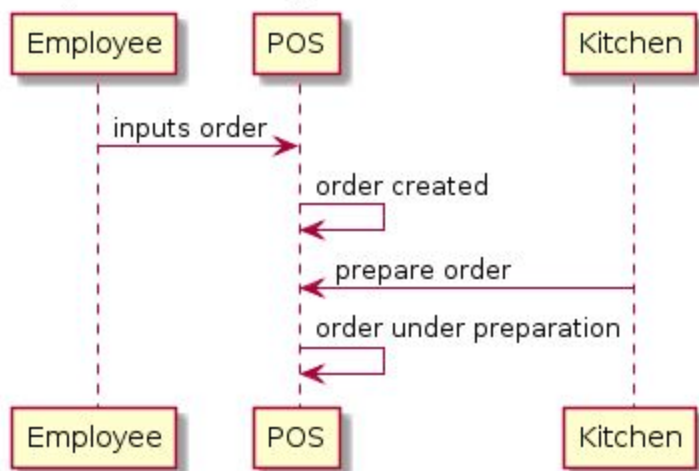 Employee
POS
Kitchen
inputs order
order created
prepare order
order under preparation
Employee
POS
Kitchen